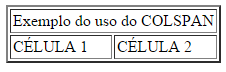 Exemplo do uso do COLSPAN
CÉLULA 1 CÉLULA 2